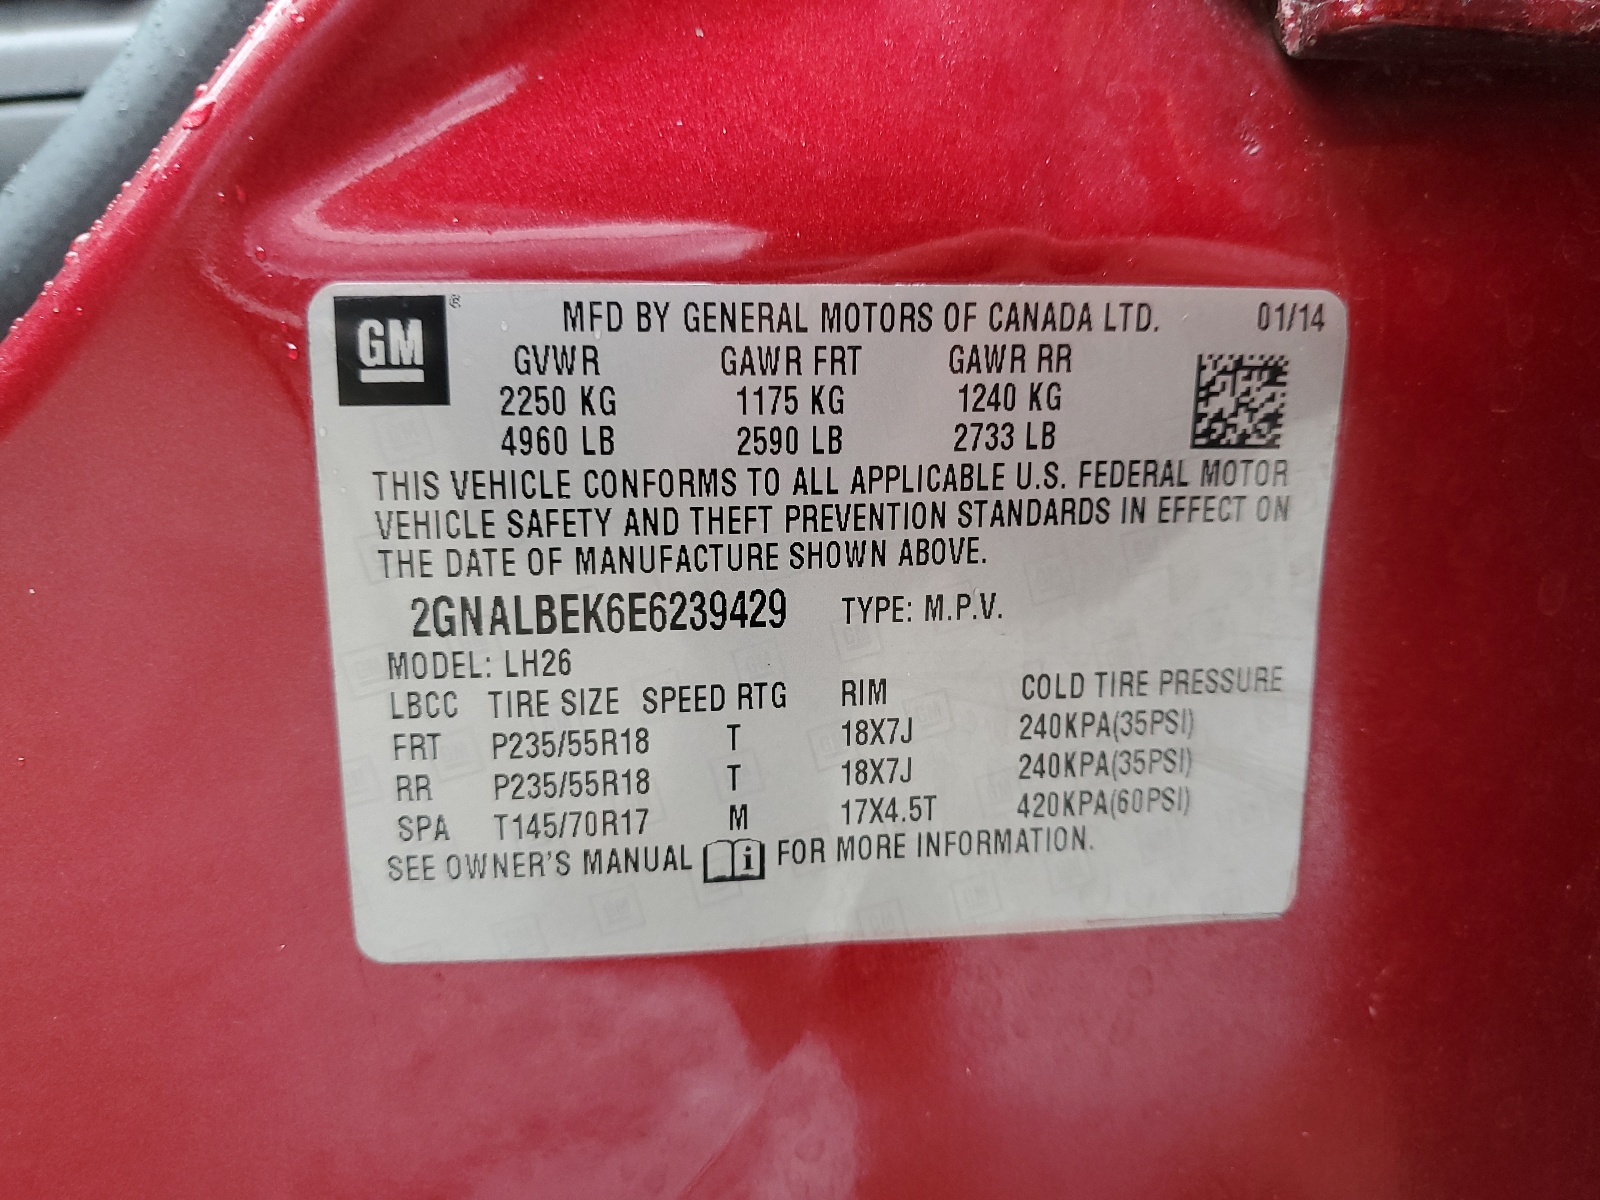 GM ® MFD BY GENERAL MOTORS OF CANADA LTD. 01/14
GVWR GAWR FRT GAWR RR
2250 KG 1175 KG 1240 KG
4960 LB 2590 LB 2733 LB
THIS VEHICLE CONFORMS TO ALL APPLICABLE U.S. FEDERAL MOTOR
VEHICLE SAFETY AND THEFT PREVENTION STANDARDS IN EFFECT ON
THE DATE OF MANUFACTURE SHOWN ABOVE.
2GNALBEK6E6239429 TYPE: M.P.V.
MODEL: LH26
LBCC TIRE SIZE SPEED RTG RIM COLD TIRE PRESSURE
FRT P235/55R18 T 18X7J 240KPA(35PSI)
RR P235/55R18 T 18X7J 240KPA(35PSI)
SPA T145/70R17 M 17X4.5T 420KPA(60PSI)
SEE OWNER'S MANUAL i FOR MORE INFORMATION.